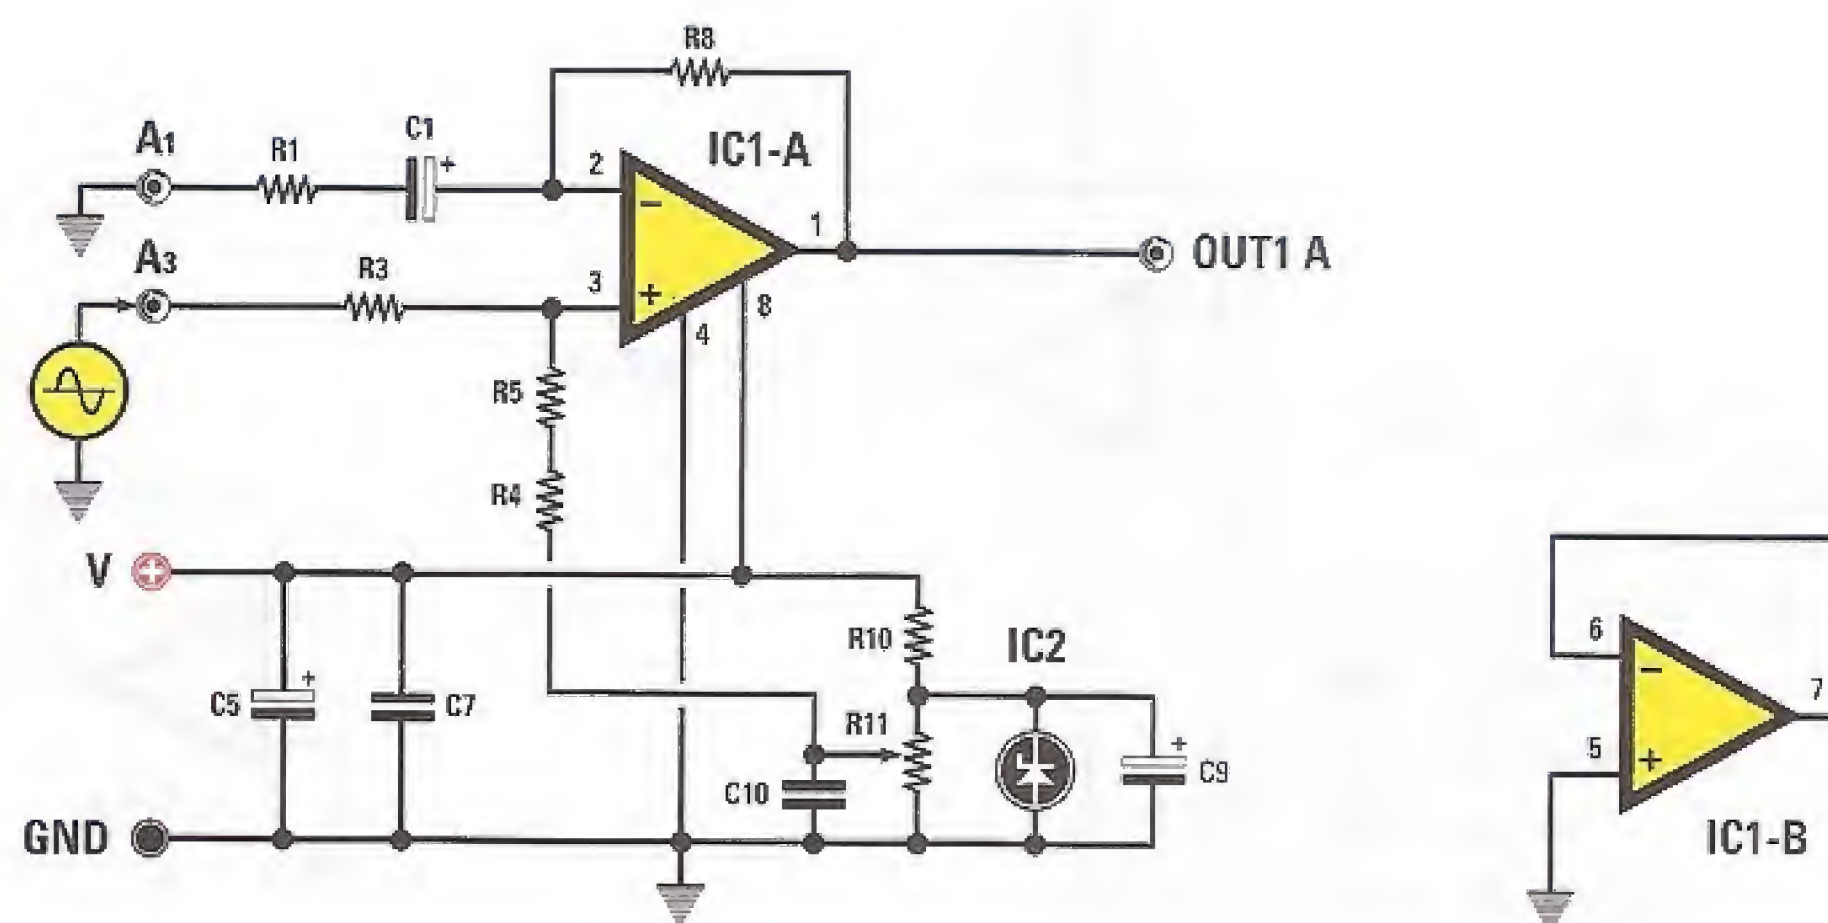 R8
A1
R1
C1
+
2
IC1-A
−
1
OUT1 A
A3
R3
3
+
4
8
R5
R4
V
+
R10
IC2
6
−
C5
+
C7
R11
7
5
+
C10
+
C9
GND
IC1-B